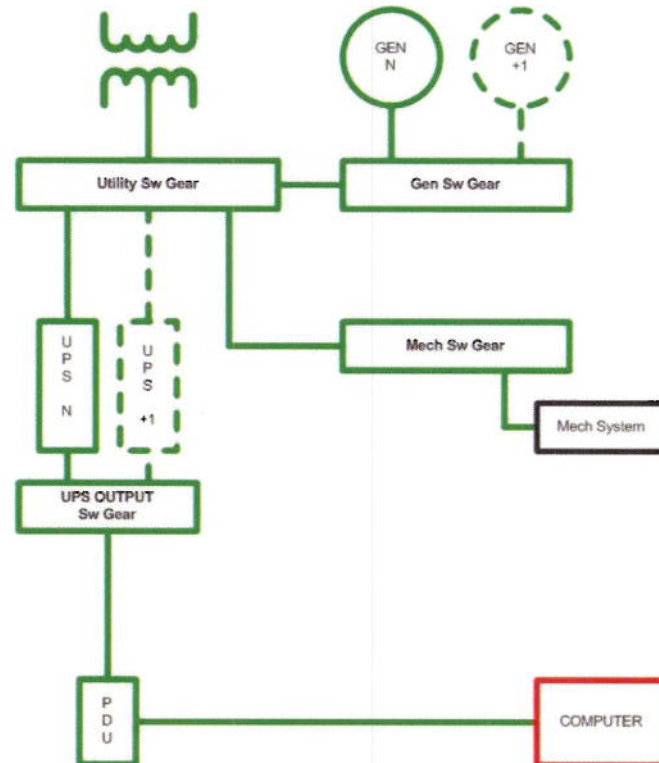 GEN
N
GEN
+1
Utility Sw Gear
Gen Sw Gear
U
P
S
N
U
P
S
+1
Mech Sw Gear
Mech System
UPS OUTPUT
Sw Gear
P
D
U
COMPUTER